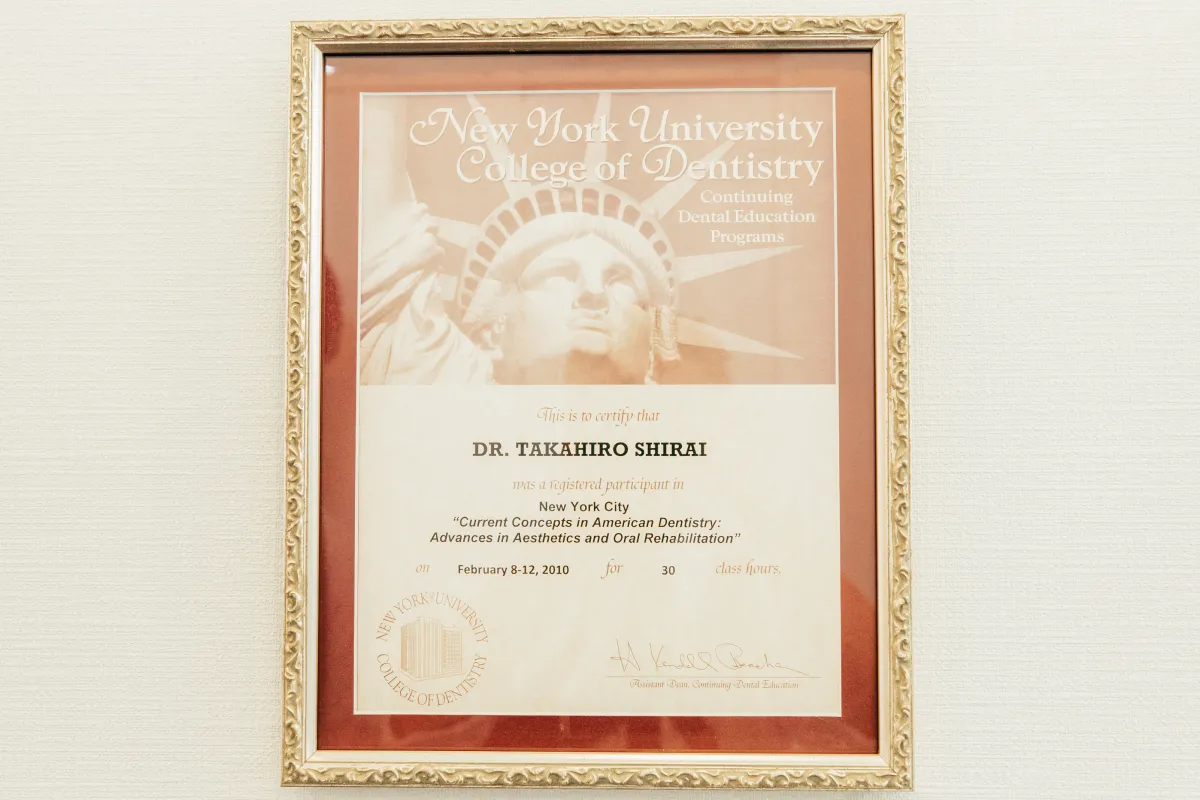 New York University
College of Dentistry
Continuing
Dental Education
Programs
This is to certify that
DR. TAKAHIRO SHIRAI
was a registered participant in
New York City
“Current Concepts in American Dentistry:
Advances in Aesthetics and Oral Rehabilitation”
on February 8-12, 2010 for 30 class hours.
NEW YORK UNIVERSITY
COLLEGE OF DENTISTRY
Assistant Dean, Continuing Dental Education